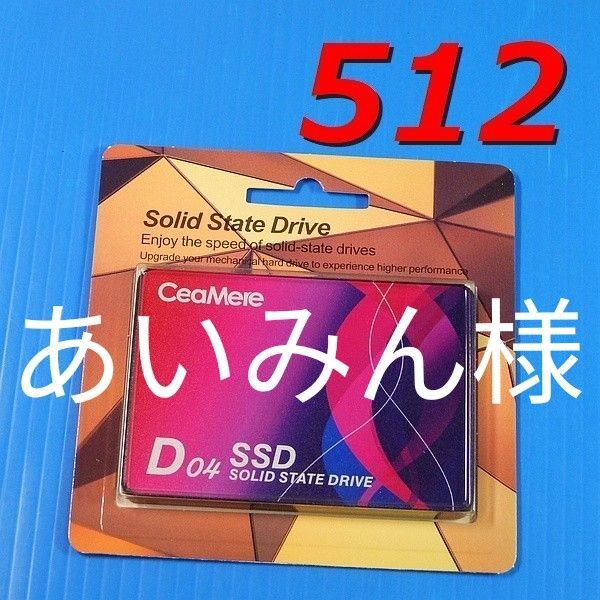 512
Solid State Drive
Enjoy the speed of solid-state drives
Upgrade your mechanical hard drive to experience higher performance
CeaMere
あいみん様
D04 SSD
SOLID STATE DRIVE